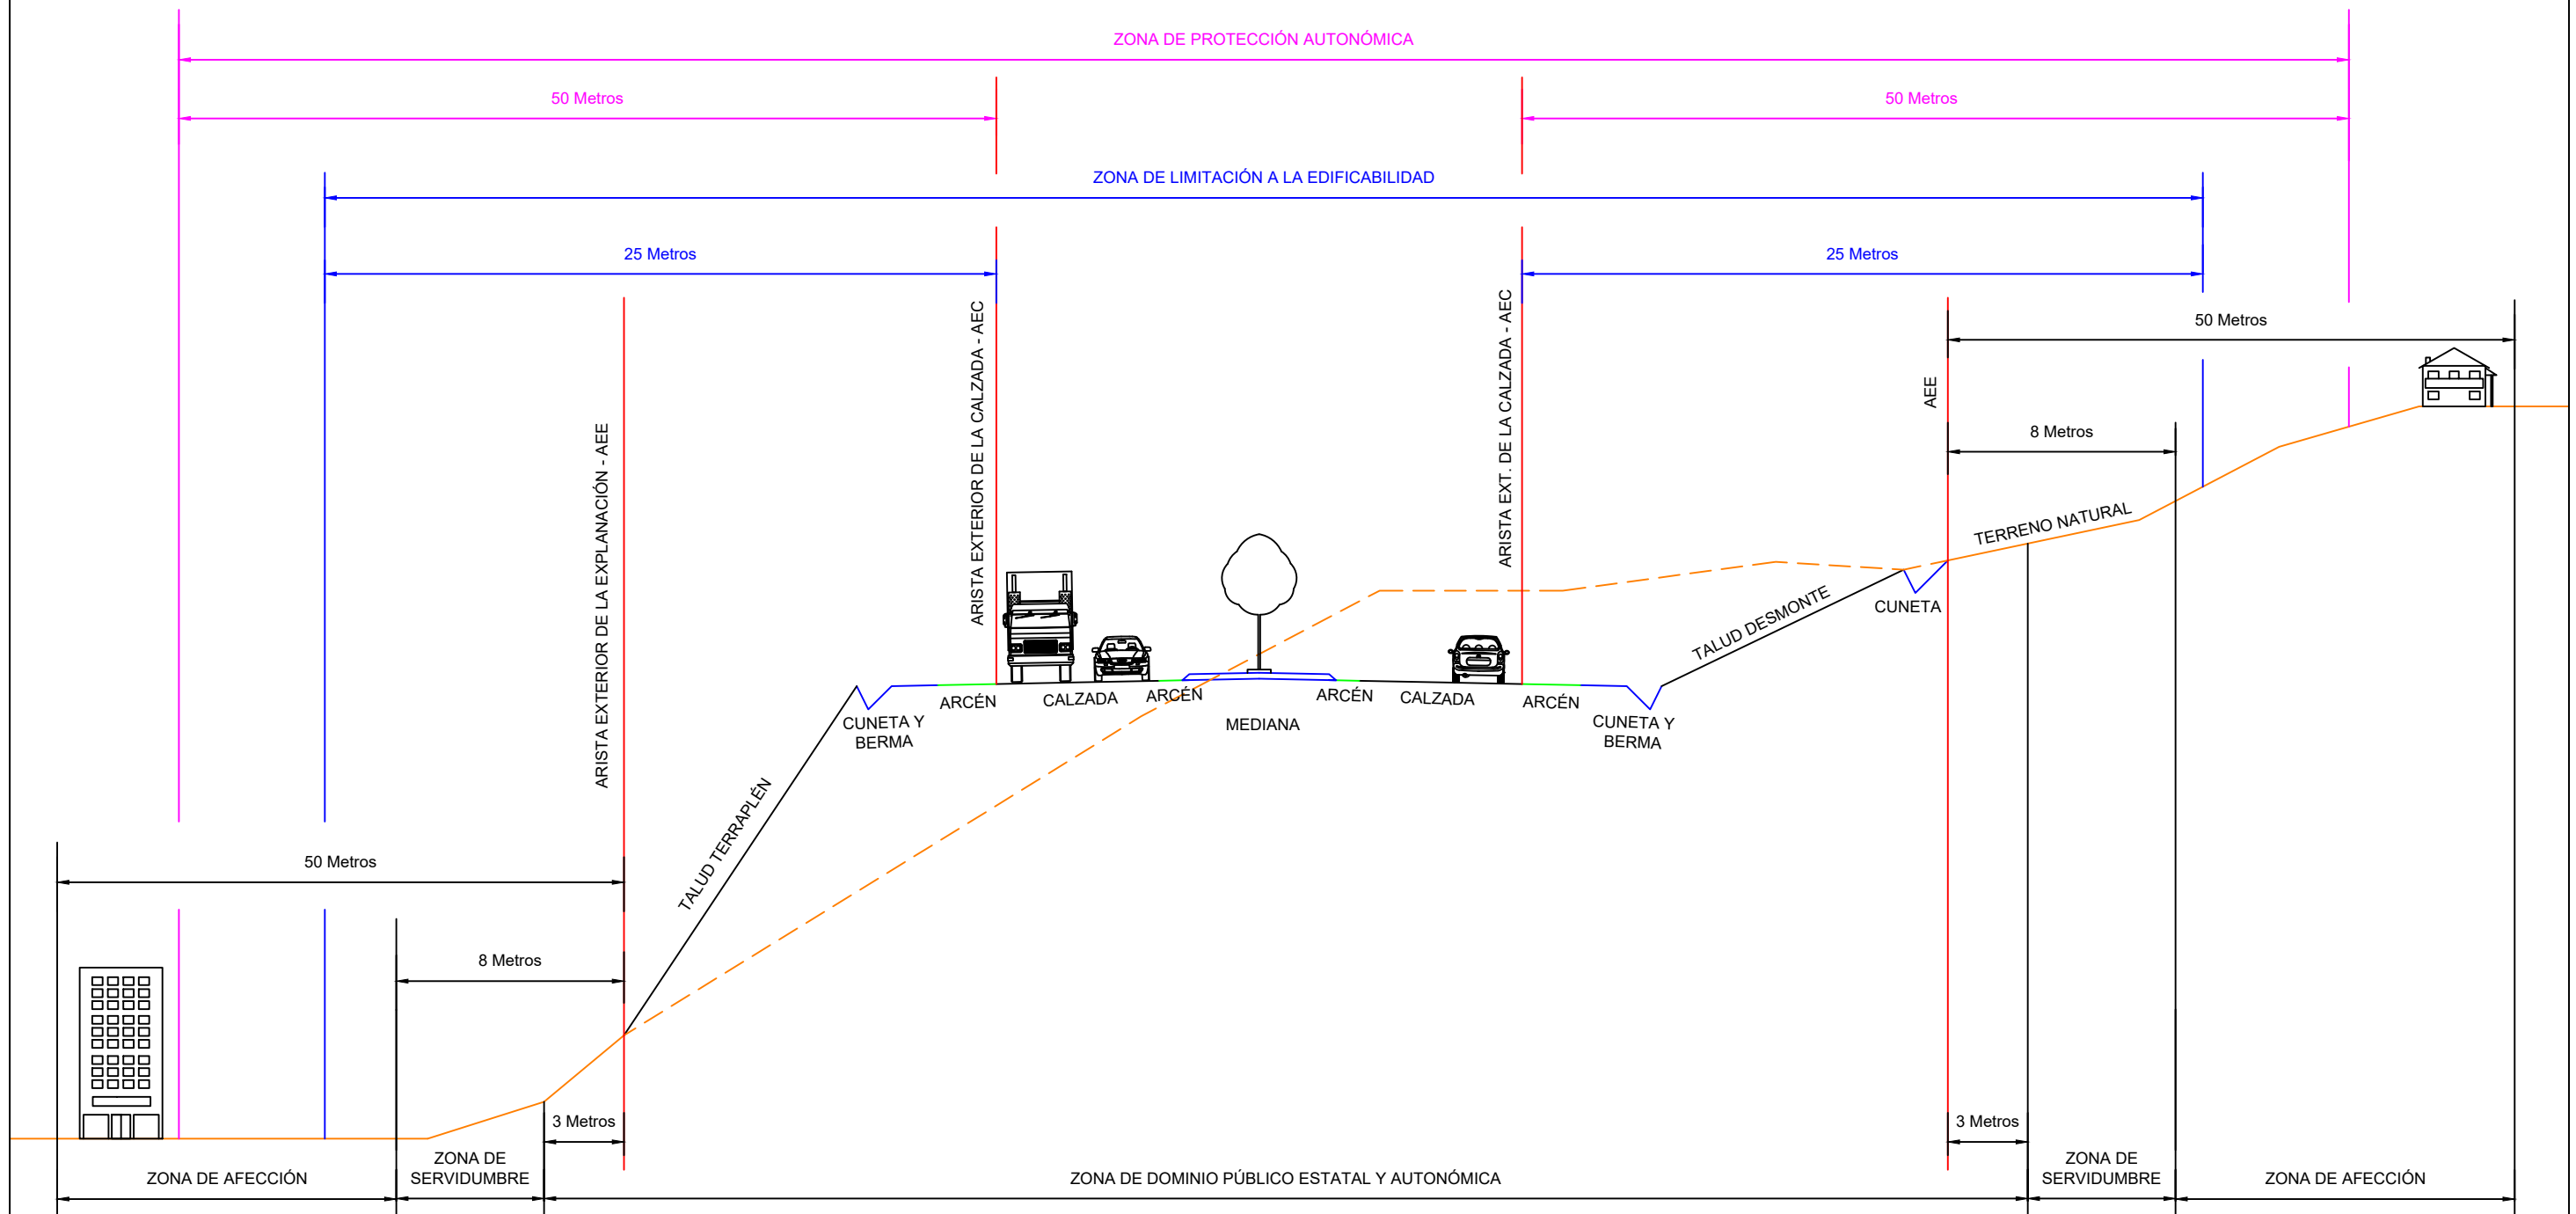 ZONA DE PROTECCIÓN AUTONÓMICA
50 Metros
50 Metros
ZONA DE LIMITACIÓN A LA EDIFICABILIDAD
25 Metros
25 Metros
ARISTA EXTERIOR DE LA EXPLANACIÓN - AEE
ARISTA EXTERIOR DE LA CALZADA - AEC
ARISTA EXT. DE LA CALZADA - AEC
AEE
50 Metros
8 Metros
TERRENO NATURAL
CUNETA
TALUD DESMONTE
ARCÉN
CALZADA
ARCÉN
ARCÉN
CALZADA
ARCÉN
CUNETA Y
BERMA
MEDIANA
CUNETA Y
BERMA
TALUD TERRAPLÉN
50 Metros
8 Metros
3 Metros
3 Metros
ZONA DE AFECCIÓN
ZONA DE
SERVIDUMBRE
ZONA DE DOMINIO PÚBLICO ESTATAL Y AUTONÓMICA
ZONA DE
SERVIDUMBRE
ZONA DE AFECCIÓN